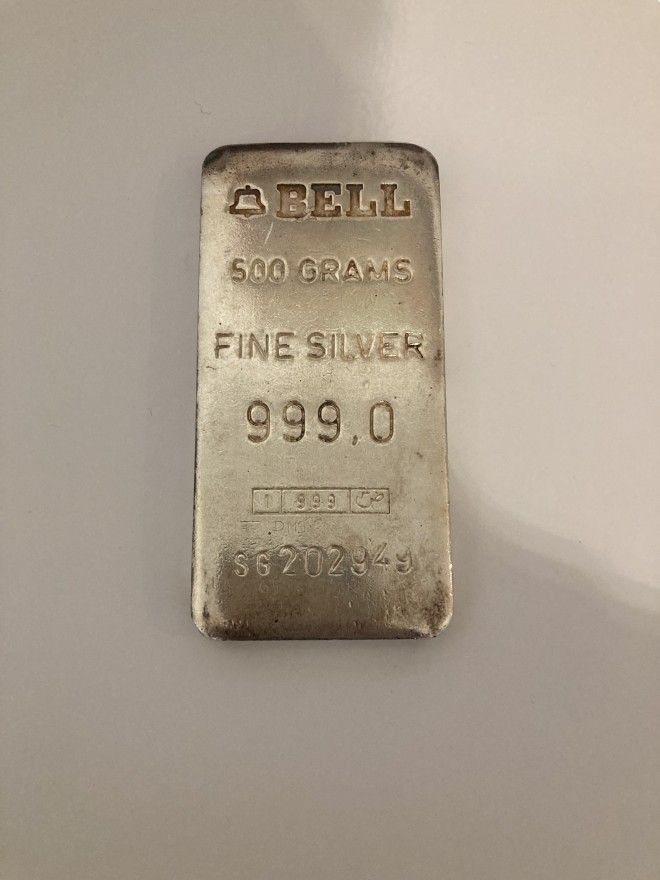 BELL
500 GRAMS
FINE SILVER
999,0
1 999
SG202949